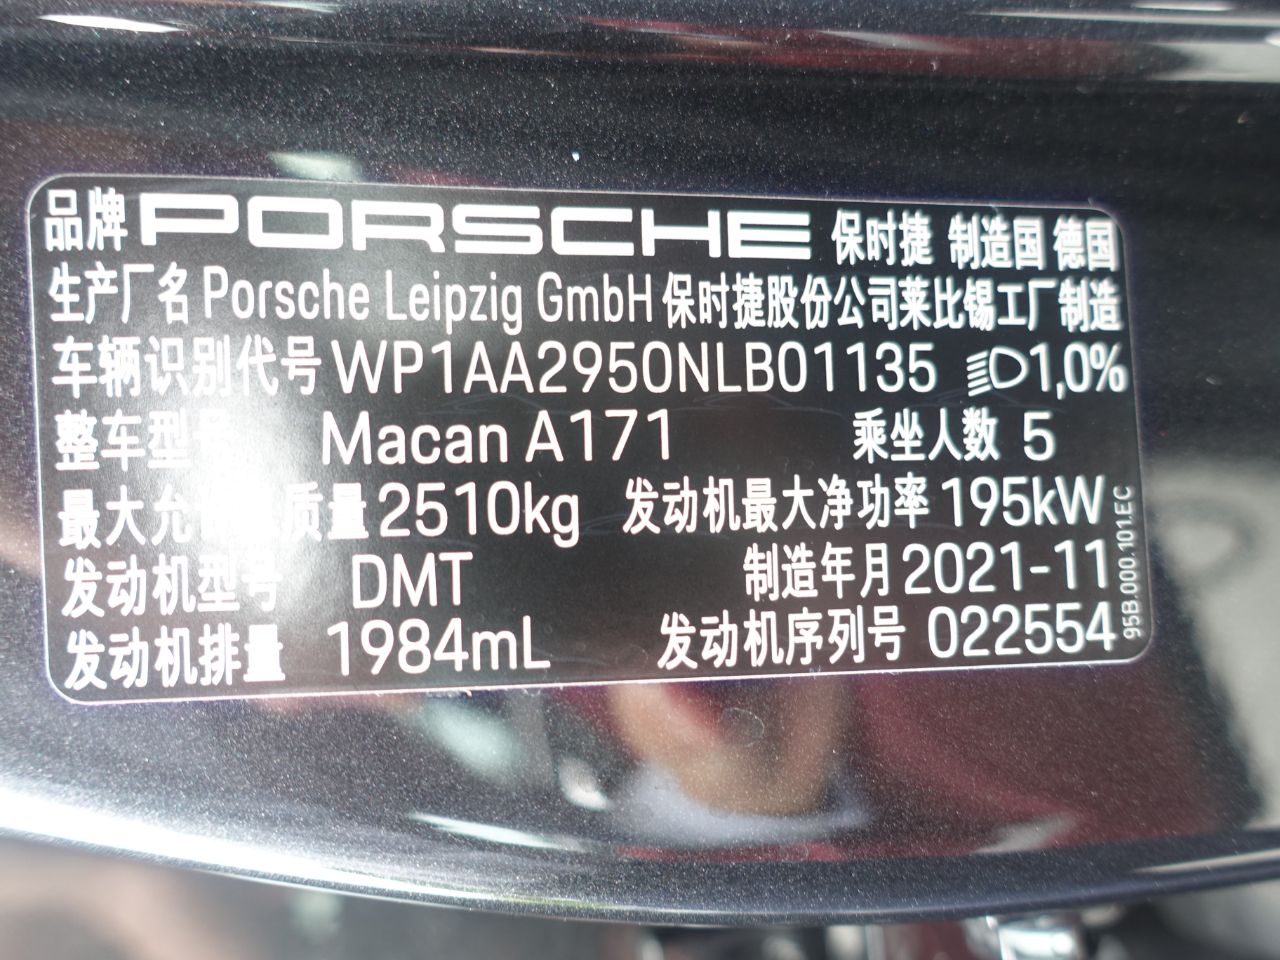 品牌 PORSCHE 保时捷 制造国 德国
生产厂名 Porsche Leipzig GmbH 保时捷股份公司莱比锡工厂制造
车辆识别代号 WP1AA2950NLB01135 1,0%
整车型号 Macan A171 乘坐人数 5
最大允 质量 2510kg 发动机最大净功率 195kW
发动机型号 DMT 制造年月 2021-11
发动机排量 1984mL 发动机序列号 022554
95B.000.101.EC